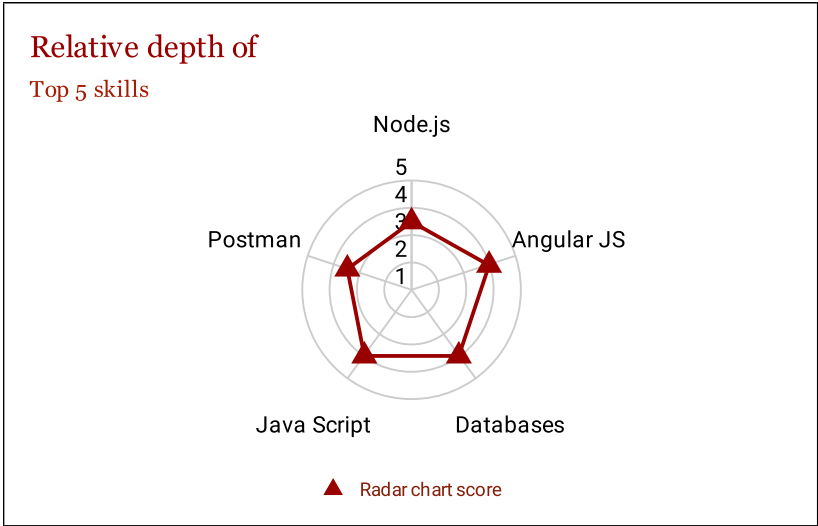 Relative depth of
Top 5 skills
Node.js
5
4
3
2
1
Postman
Angular JS
Java Script
Databases
Radar chart score